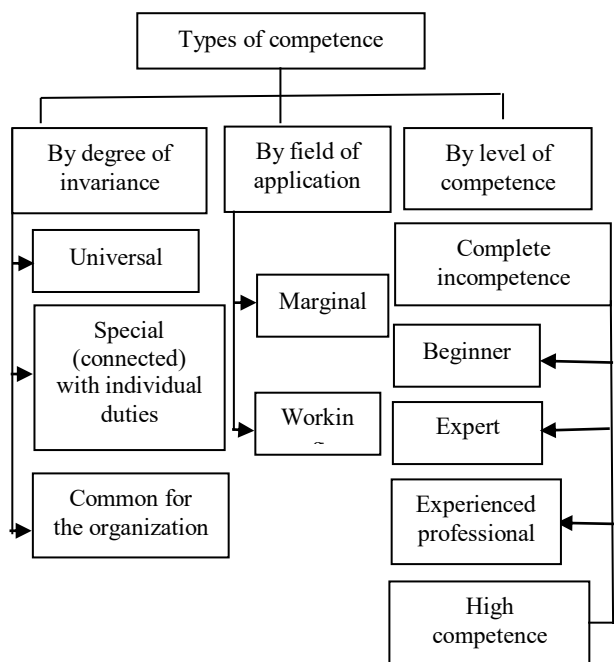 Types of competence
By degree of
invariance
Universal
Special
(connected)
with individual
duties
Common for
the organization
By field of
application
Marginal
Workin
By level of
competence
Complete
incompetence
Beginner
Expert
Experienced
professional
High
competence